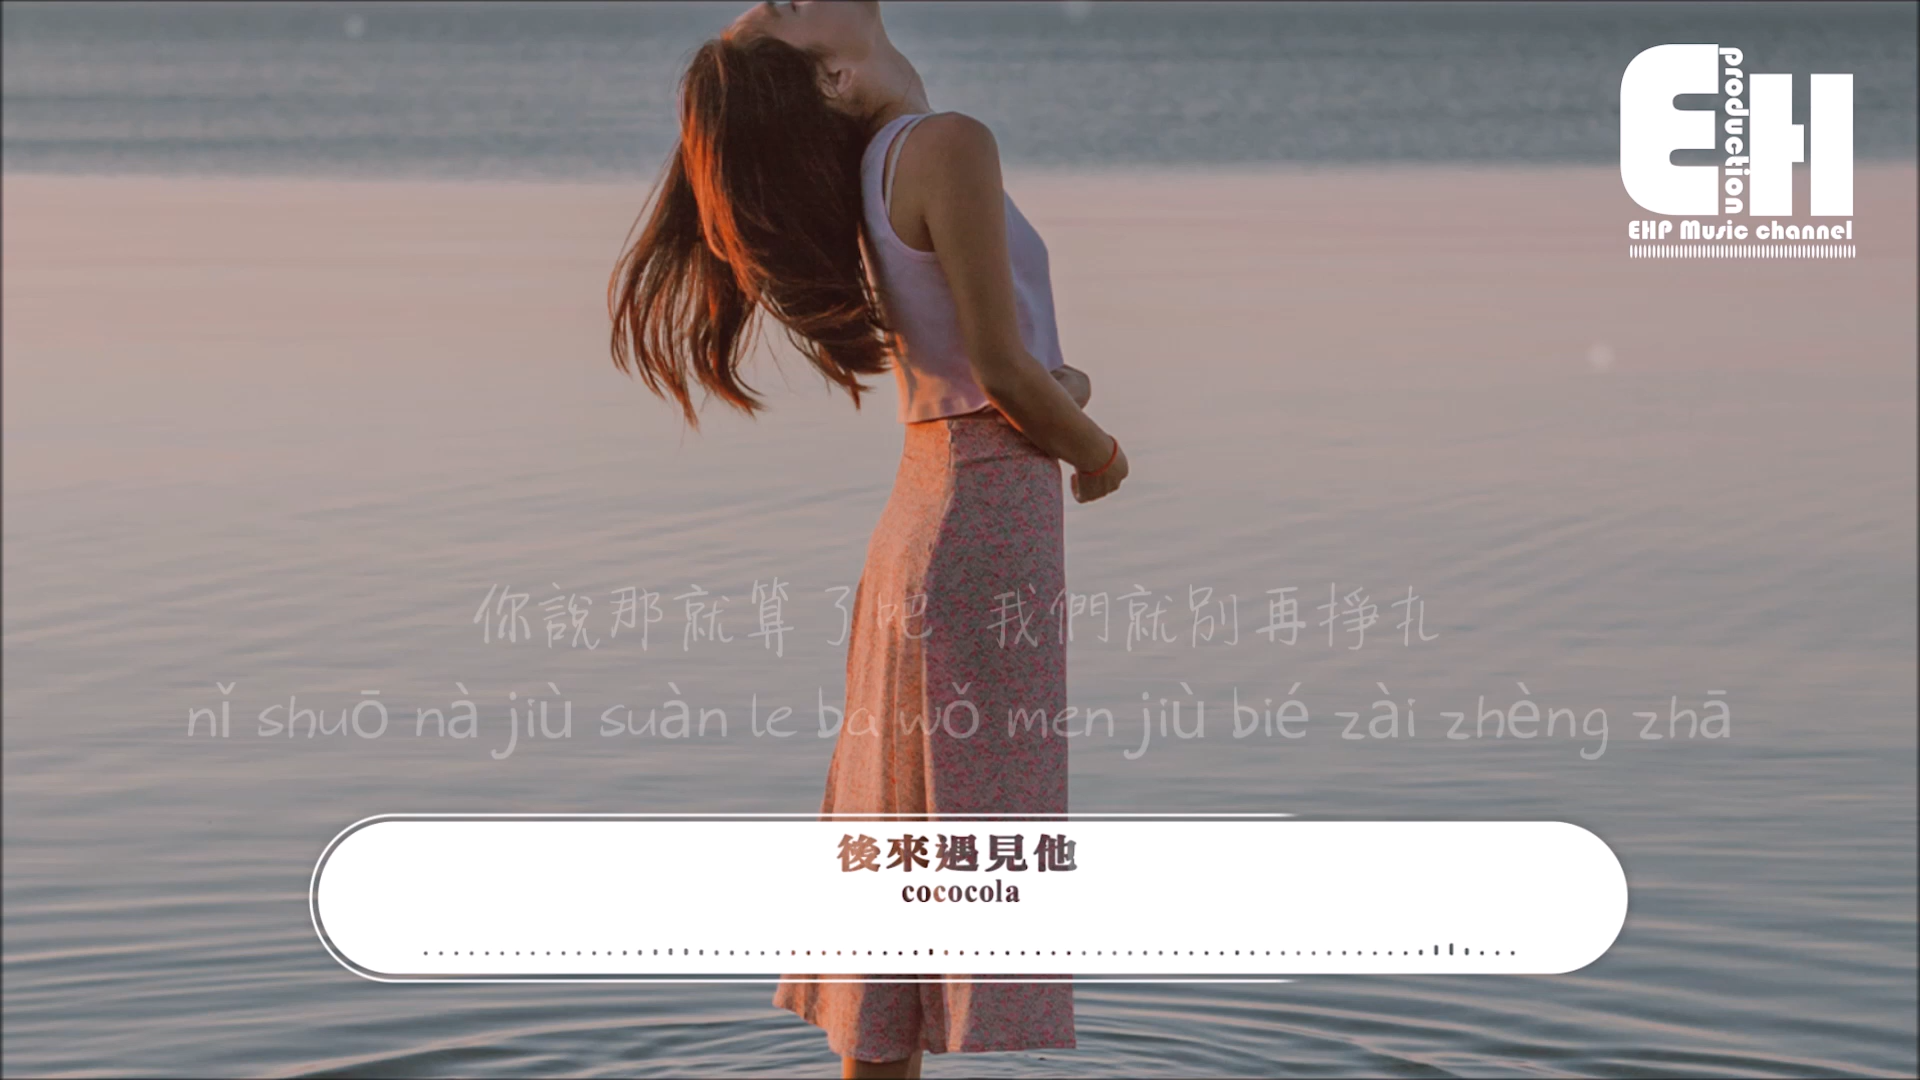 EH
production
EHP Music channel
你說那就算了吧 我們就別再掙扎
nǐ shuō nà jiù suàn le ba wǒ men jiù bié zài zhèng zhā
後來遇見他
cococola